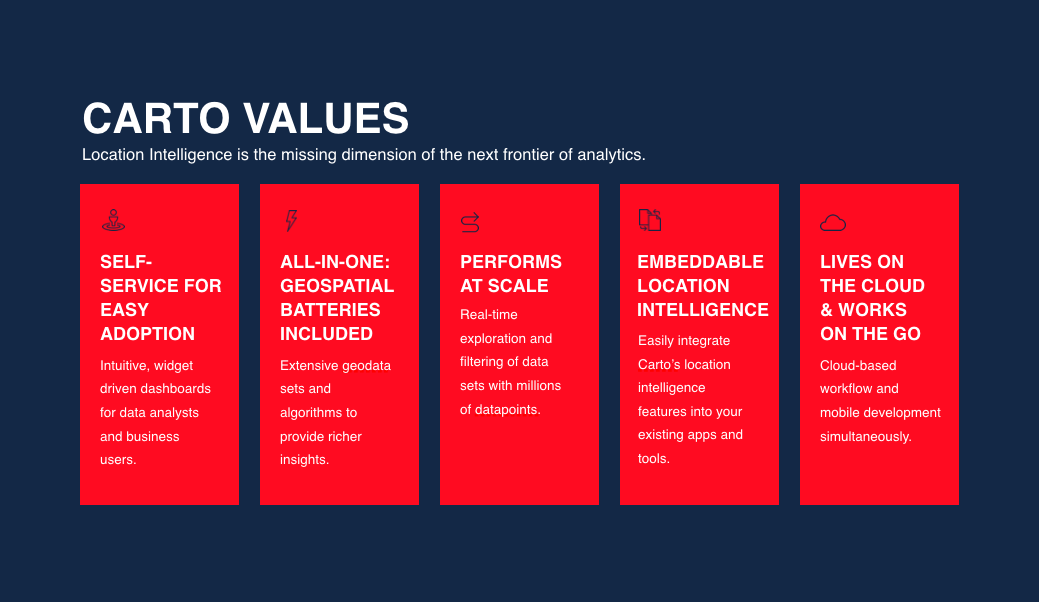 CARTO VALUES
Location Intelligence is the missing dimension of the next frontier of analytics.
SELF-
SERVICE FOR
EASY
ADOPTION
Intuitive, widget
driven dashboards
for data analysts
and business
users.
ALL-IN-ONE:
GEOSPATIAL
BATTERIES
INCLUDED
Extensive geodata
sets and
algorithms to
provide richer
insights.
PERFORMS
AT SCALE
Real-time
exploration and
filtering of data
sets with millions
of datapoints.
EMBEDDABLE
LOCATION
INTELLIGENCE
Easily integrate
Carto's location
intelligence
features into your
existing apps and
tools.
LIVES ON
THE CLOUD
& WORKS
ON THE GO
Cloud-based
workflow and
mobile development
simultaneously.